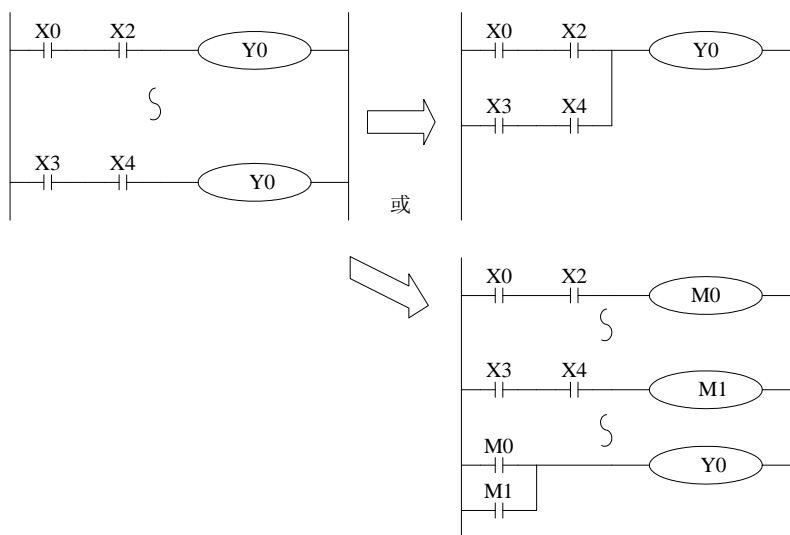 X0 X2 Y0
X3 X4 Y0
或
X0 X2 Y0
X3 X4
X0 X2 M0
X3 X4 M1
M0 Y0
M1